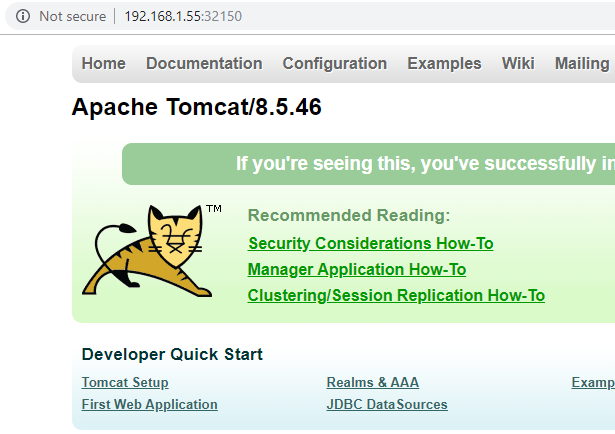 Not secure | 192.168.1.55:32150
Home Documentation Configuration Examples Wiki Mailing
Apache Tomcat/8.5.46
If you're seeing this, you've successfully in
TM
Recommended Reading:
Security Considerations How-To
Manager Application How-To
Clustering/Session Replication How-To
Developer Quick Start
Tomcat Setup Realms & AAA Examp
First Web Application JDBC DataSources